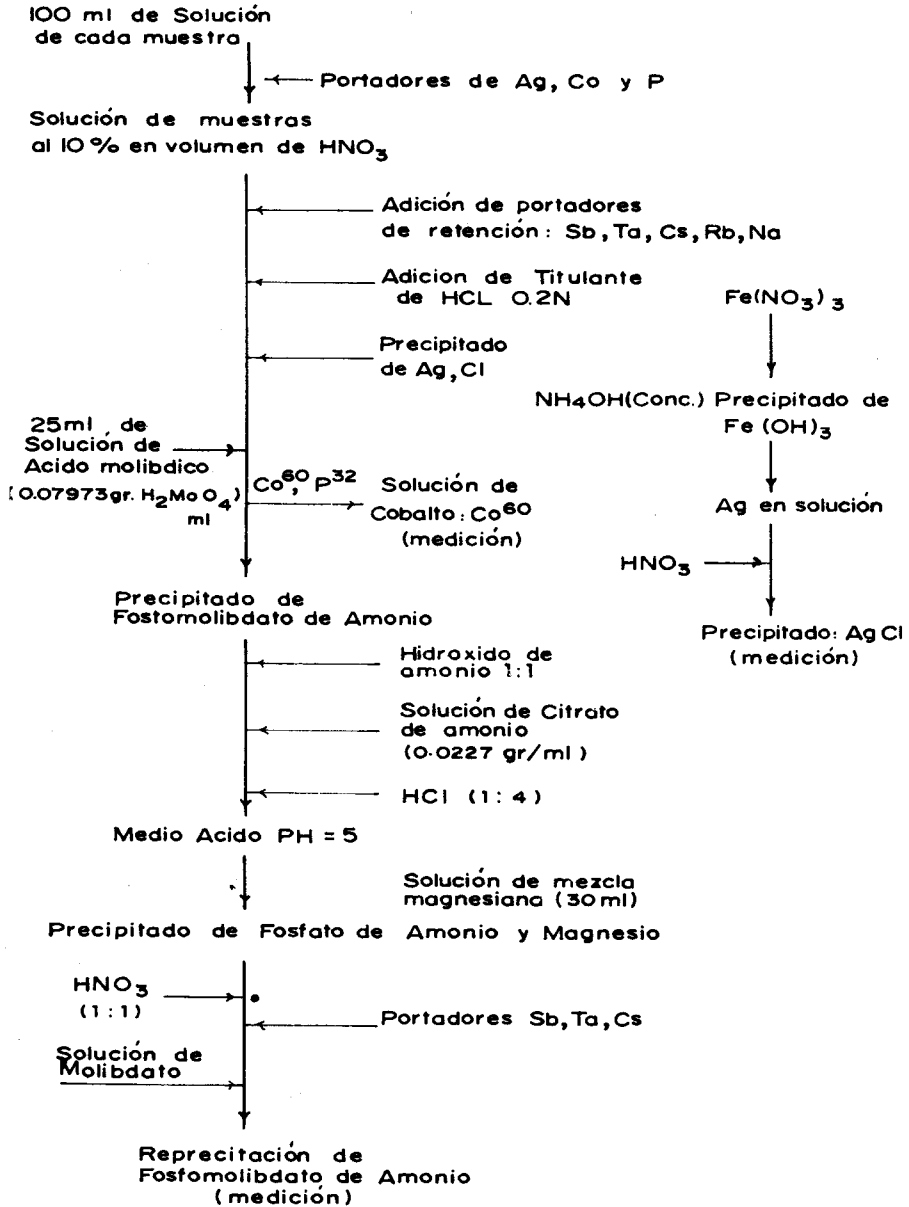 100 ml de Solución
de cada muestra
Portadores de Ag, Co y P
Solución de muestras
al 10 % en volumen de HNO₃
Adición de portadores
de retención: Sb, Ta, Cs, Rb, Na
Adicion de Titulante
de HCL 0.2N
Precipitado
de Ag, Cl
25ml de
Solución de
Acido molibdico
(0.07973gr. H₂MoO₄)
ml
Co⁶⁰, P³²
Solución de
Cobalto: Co⁶⁰
(medición)
Precipitado de
Fostomolibdato de Amonio
Hidroxido de
amonio 1:1
Solución de Citrato
de amonio
(0.0227 gr/ml)
HCl (1:4)
Medio Acido PH = 5
Solución de mezcla
magnesiana (30ml)
Precipitado de Fosfato de Amonio y Magnesio
HNO₃
(1:1)
Portadores Sb, Ta, Cs
Solución de
Molibdato
Reprecitación de
Fosfomolibdato de Amonio
(medición)
Fe(NO₃)₃
NH₄OH(Conc.) Precipitado de
Fe (OH)₃
Ag en solución
HNO₃
Precipitado: AgCl
(medición)